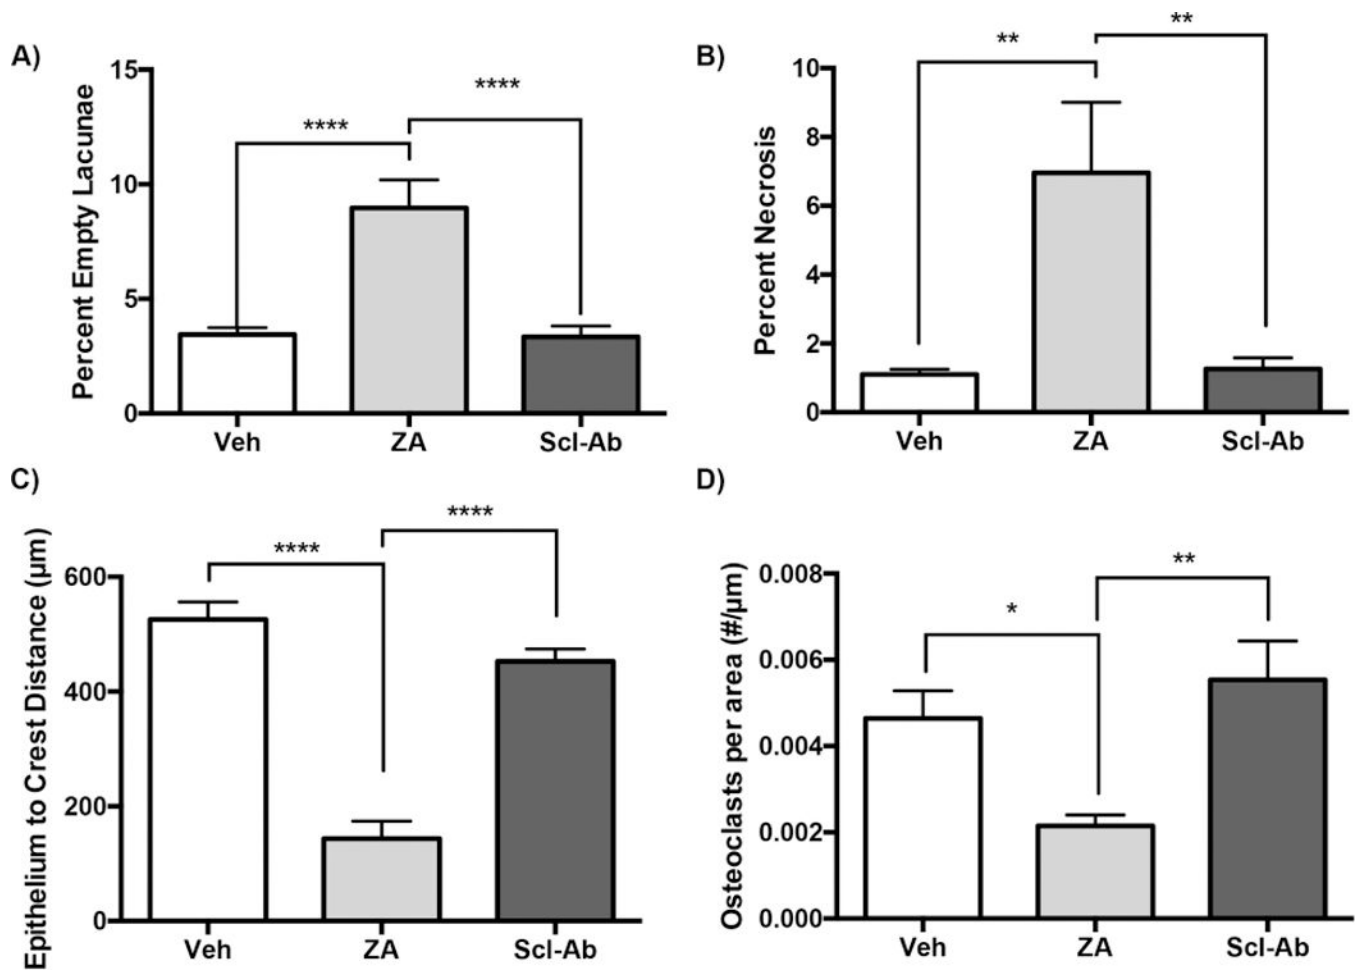 A)
Percent Empty Lacunae
15
10
5
0
****
****
Veh ZA Scl-Ab
B)
Percent Necrosis
10
8
6
4
2
0
**
**
Veh ZA Scl-Ab
C)
Epithelium to Crest Distance (µm)
600
400
200
0
****
****
Veh ZA Scl-Ab
D)
Osteoclasts per area (#/µm)
0.008
0.006
0.004
0.002
0.000
*
**
Veh ZA Scl-Ab